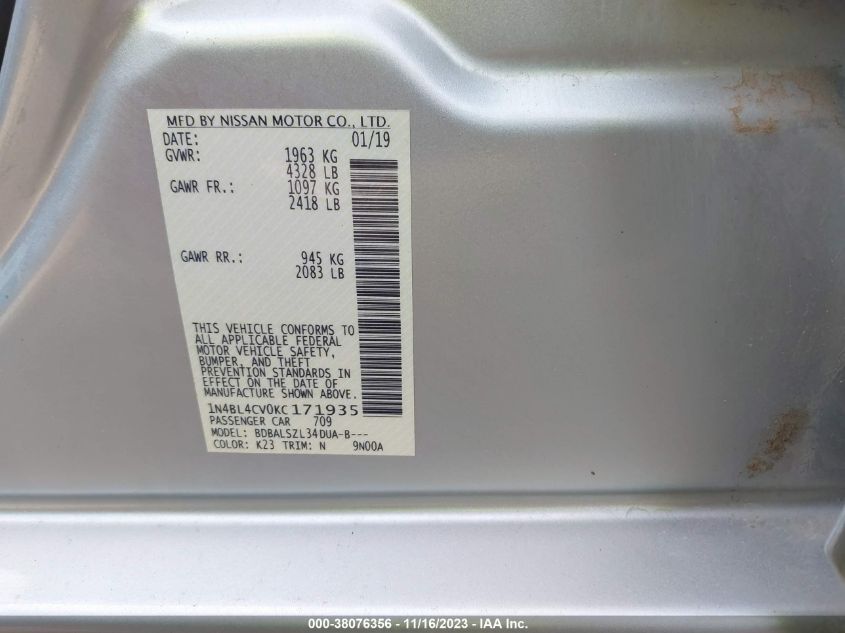 MFD BY NISSAN MOTOR CO., LTD.
DATE: 01/19
GVWR: 1963 KG
4328 LB
GAWR FR.: 1097 KG
2418 LB
GAWR RR.: 945 KG
2083 LB
THIS VEHICLE CONFORMS TO
ALL APPLICABLE FEDERAL
MOTOR VEHICLE SAFETY,
BUMPER, AND THEFT
PREVENTION STANDARDS IN
EFFECT ON THE DATE OF
MANUFACTURE SHOWN ABOVE.
1N4BL4CV0KC171935
PASSENGER CAR 709
MODEL: BDBALSZL34DUA-B---
COLOR: K23 TRIM: N 9N00A
000-38076356 - 11/16/2023 - IAA Inc.